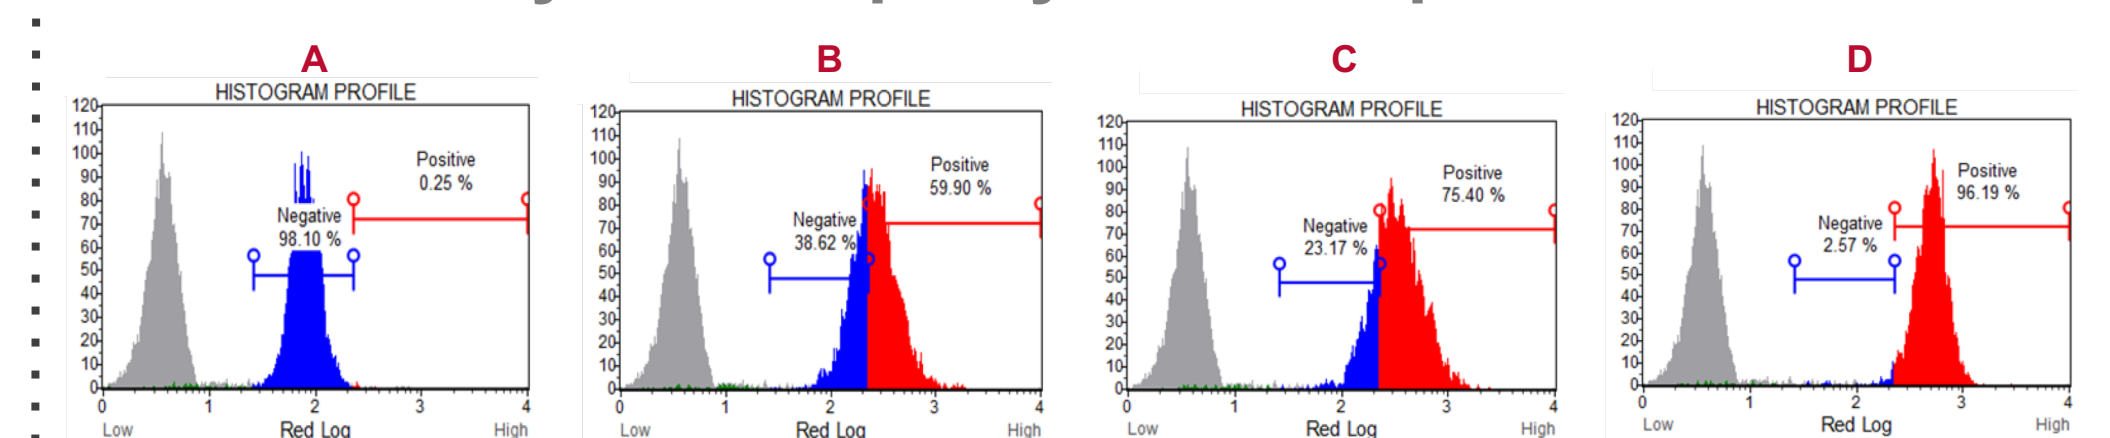 A
B
C
D
HISTOGRAM PROFILE
120
110
100
90
80
70
60
50
40
30
20
10
0
Positive
0.25 %
Negative
98.10 %
0 1 2 3 4
Low Red Log High
HISTOGRAM PROFILE
120
110
100
90
80
70
60
50
40
30
20
10
0
Positive
59.90 %
Negative
38.62 %
0 1 2 3 4
Low Red Log High
HISTOGRAM PROFILE
120
110
100
90
80
70
60
50
40
30
20
10
0
Positive
75.40 %
Negative
23.17 %
0 1 2 3 4
Low Red Log High
HISTOGRAM PROFILE
120
110
100
90
80
70
60
50
40
30
20
10
0
Positive
96.19 %
Negative
2.57 %
0 1 2 3 4
Low Red Log High